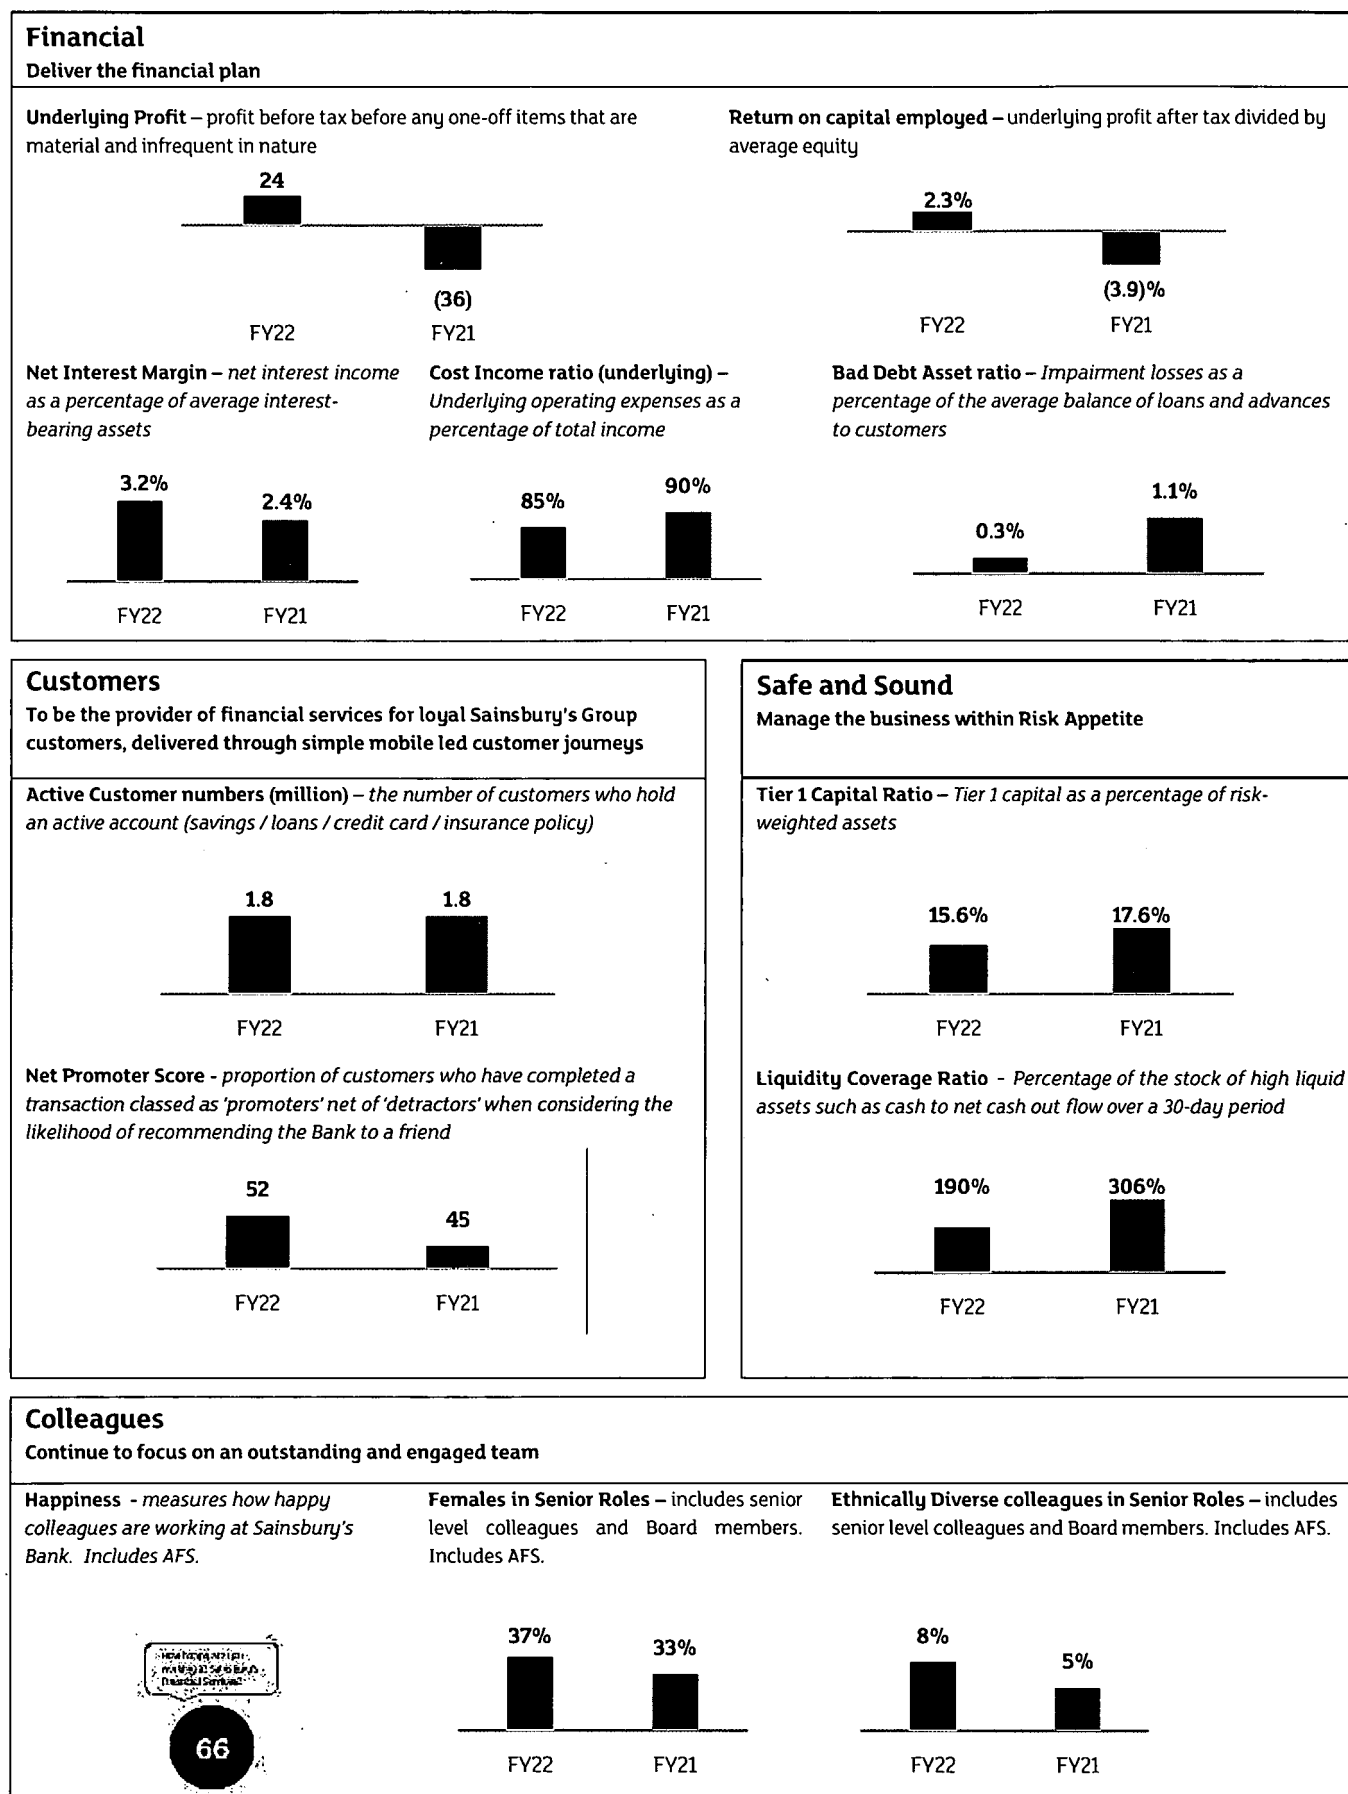 Financial
Deliver the financial plan
Underlying Profit – profit before tax before any one-off items that are
material and infrequent in nature
24
(36)
FY22
FY21
Return on capital employed – underlying profit after tax divided by
average equity
2.3%
(3.9)%
FY22
FY21
Net Interest Margin – net interest income
as a percentage of average interest-
bearing assets
3.2%
2.4%
FY22
FY21
Cost Income ratio (underlying) –
Underlying operating expenses as a
percentage of total income
85%
90%
FY22
FY21
Bad Debt Asset ratio – Impairment losses as a
percentage of the average balance of loans and advances
to customers
0.3%
1.1%
FY22
FY21
Customers
To be the provider of financial services for loyal Sainsbury's Group
customers, delivered through simple mobile led customer journeys
Active Customer numbers (million) – the number of customers who hold
an active account (savings / loans / credit card / insurance policy)
1.8
1.8
FY22
FY21
Net Promoter Score - proportion of customers who have completed a
transaction classed as 'promoters' net of 'detractors' when considering the
likelihood of recommending the Bank to a friend
52
45
FY22
FY21
Safe and Sound
Manage the business within Risk Appetite
Tier 1 Capital Ratio – Tier 1 capital as a percentage of risk-
weighted assets
15.6%
17.6%
FY22
FY21
Liquidity Coverage Ratio - Percentage of the stock of high liquid
assets such as cash to net cash out flow over a 30-day period
190%
306%
FY22
FY21
Colleagues
Continue to focus on an outstanding and engaged team
Happiness - measures how happy
colleagues are working at Sainsbury's
Bank. Includes AFS.
66
Females in Senior Roles – includes senior
level colleagues and Board members.
Includes AFS.
37%
33%
FY22
FY21
Ethnically Diverse colleagues in Senior Roles – includes
senior level colleagues and Board members. Includes AFS.
8%
5%
FY22
FY21